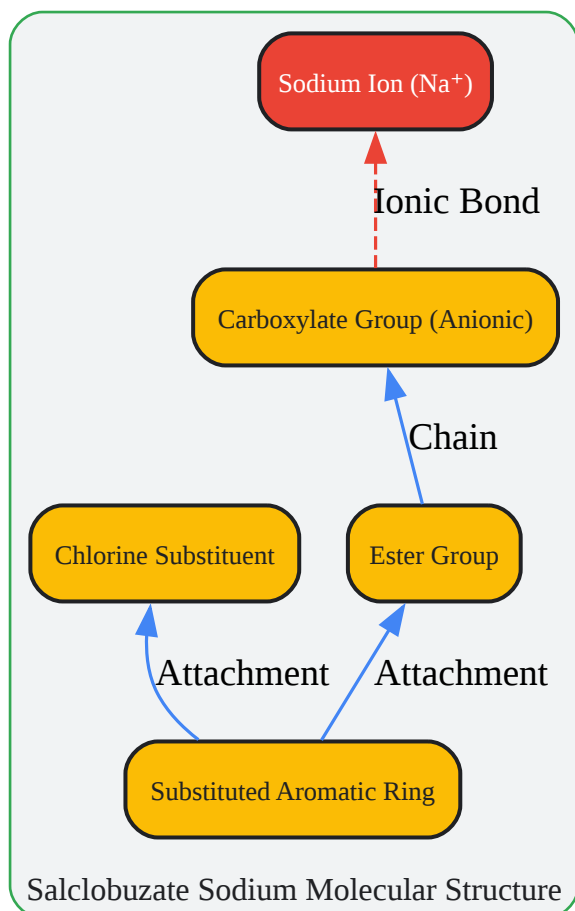 Sodium Ion (Na⁺)
Ionic Bond
Carboxylate Group (Anionic)
Chain
Chlorine Substituent
Ester Group
Attachment
Attachment
Substituted Aromatic Ring
Salclobuzate Sodium Molecular Structure